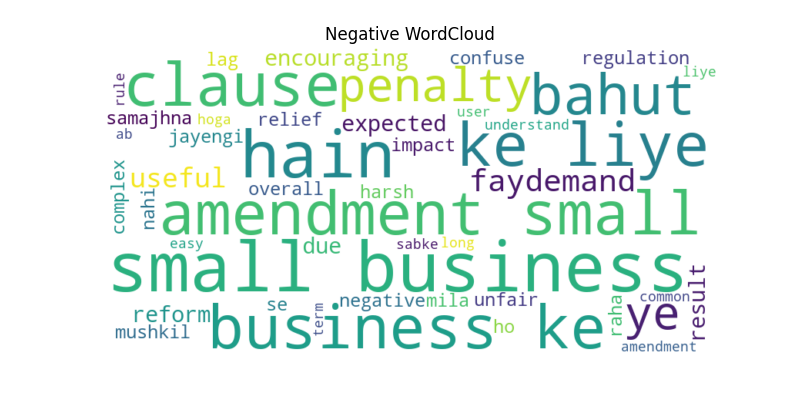 Negative WordCloud
lag encouraging confuse regulation
rule clause penalty bahut liye
samajhna hoga relief expected user understand
ab jayengi hain impact ke liye
complex useful overall harsh faydemand
nahi amendment small
easy due sabke long
small business
reform se term negative mila unfair raha common result
mushkil business ke ho ye
amendment